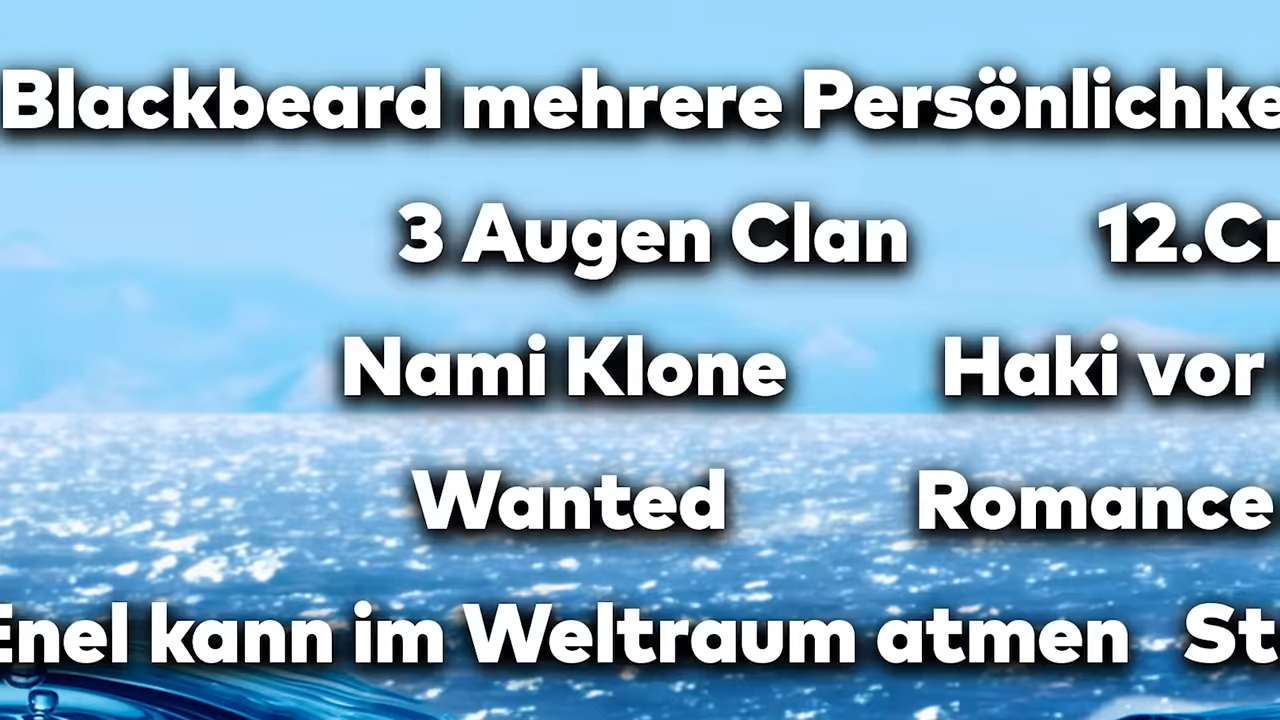 Blackbeard mehrere Persönlichke
3 Augen Clan 12.Cr
Nami Klone Haki vor
Wanted Romance
Enel kann im Weltraum atmen St